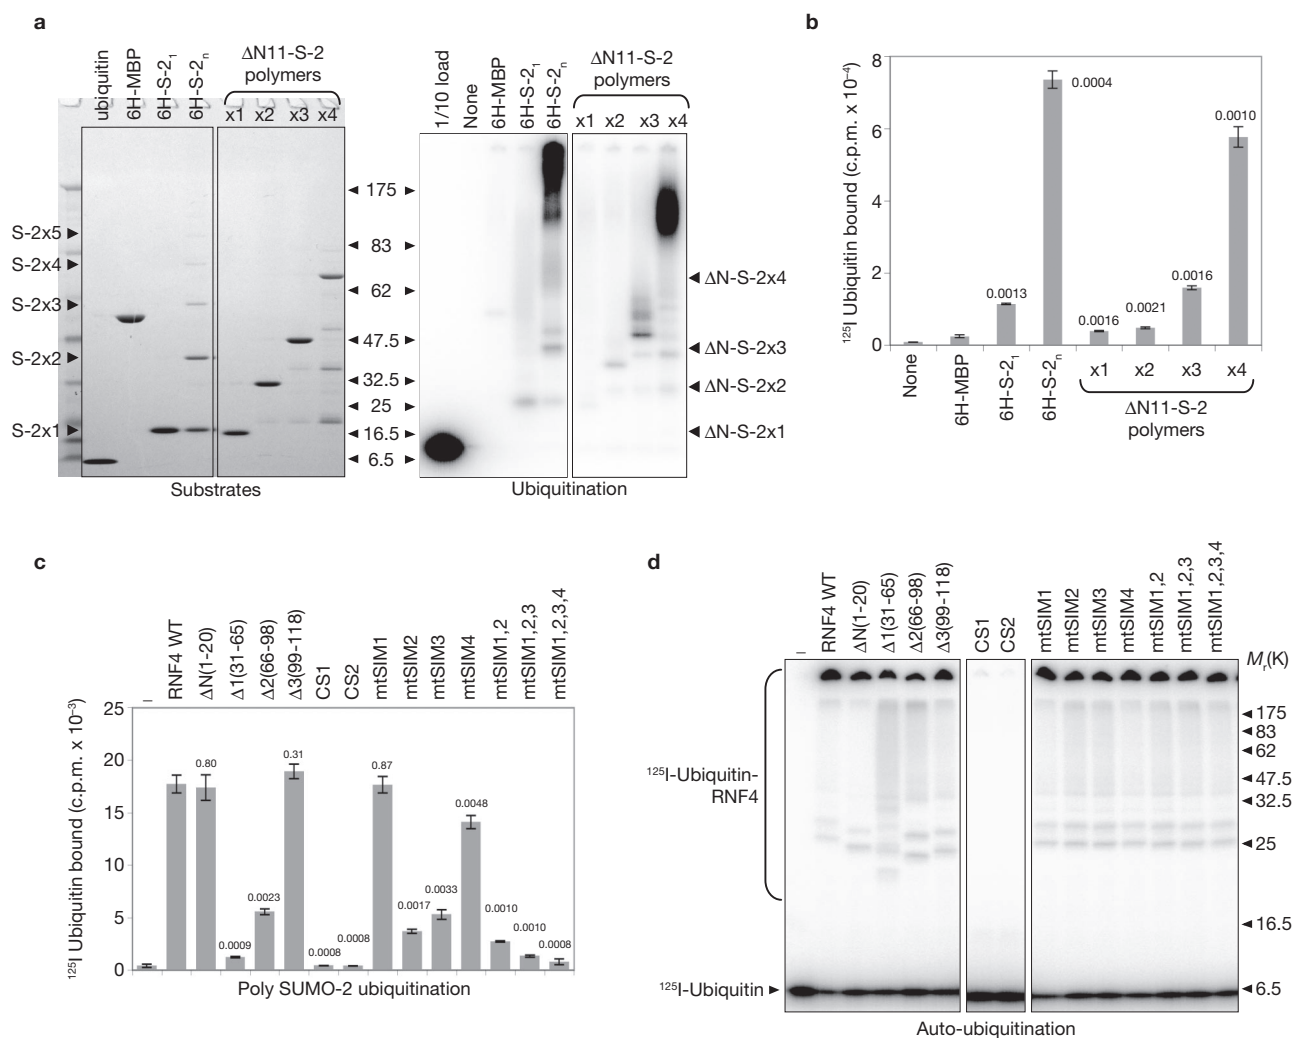 a
ubiquitin
6H-MBP
6H-S-2₁
6H-S-2ₙ
ΔN11-S-2
polymers
x1 x2 x3 x4
S-2x5
S-2x4
S-2x3
S-2x2
S-2x1
Substrates
175
83
62
47.5
32.5
25
16.5
6.5
1/10 load
None
6H-MBP
6H-S-2₁
6H-S-2ₙ
ΔN11-S-2
polymers
x1 x2 x3 x4
ΔN-S-2x4
ΔN-S-2x3
ΔN-S-2x2
ΔN-S-2x1
Ubiquitination
b
¹²⁵I Ubiquitin bound (c.p.m. x 10⁻⁴)
8
6
4
2
0
0.0013
0.0004
0.0016
0.0021
0.0016
0.0010
None
6H-MBP
6H-S-2₁
6H-S-2ₙ
x1 x2 x3 x4
ΔN11-S-2
polymers
c
–
RNF4 WT
ΔN(1-20)
Δ1(31-65)
Δ2(66-98)
Δ3(99-118)
CS1
CS2
mtSIM1
mtSIM2
mtSIM3
mtSIM4
mtSIM1,2
mtSIM1,2,3
mtSIM1,2,3,4
¹²⁵I Ubiquitin bound (c.p.m. x 10⁻³)
25
20
15
10
5
0
0.80
0.0009
0.0023
0.31
0.0008
0.0008
0.87
0.0017
0.0033
0.0048
0.0010
0.0010
0.0008
Poly SUMO-2 ubiquitination
d
–
RNF4 WT
ΔN(1-20)
Δ1(31-65)
Δ2(66-98)
Δ3(99-118)
CS1
CS2
mtSIM1
mtSIM2
mtSIM3
mtSIM4
mtSIM1,2
mtSIM1,2,3
mtSIM1,2,3,4
Mᵣ(K)
175
83
62
47.5
32.5
25
16.5
6.5
¹²⁵I-Ubiquitin-
RNF4
¹²⁵I-Ubiquitin
Auto-ubiquitination